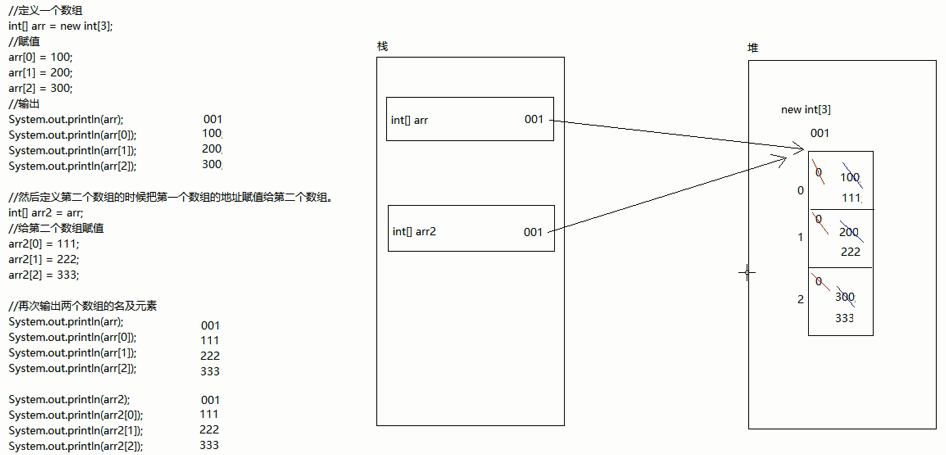 //定义一个数组
int[] arr = new int[3];
//赋值
arr[0] = 100;
arr[1] = 200;
arr[2] = 300;
//输出
System.out.println(arr); 001
System.out.println(arr[0]); 100;
System.out.println(arr[1]); 200;
System.out.println(arr[2]); 300;
//然后定义第二个数组的时候把第一个数组的地址赋值给第二个数组。
int[] arr2 = arr;
//给第二个数组赋值
arr2[0] = 111;
arr2[1] = 222;
arr2[2] = 333;
//再次输出两个数组的名及元素
System.out.println(arr); 001
System.out.println(arr[0]); 111
System.out.println(arr[1]); 222
System.out.println(arr[2]); 333
System.out.println(arr2); 001
System.out.println(arr2[0]); 111
System.out.println(arr2[1]); 222
System.out.println(arr2[2]); 333
栈
int[] arr 001
int[] arr2 001
堆
new int[3]
001
0 0 100;
111;
1 0 200
222
2 0 300;
333